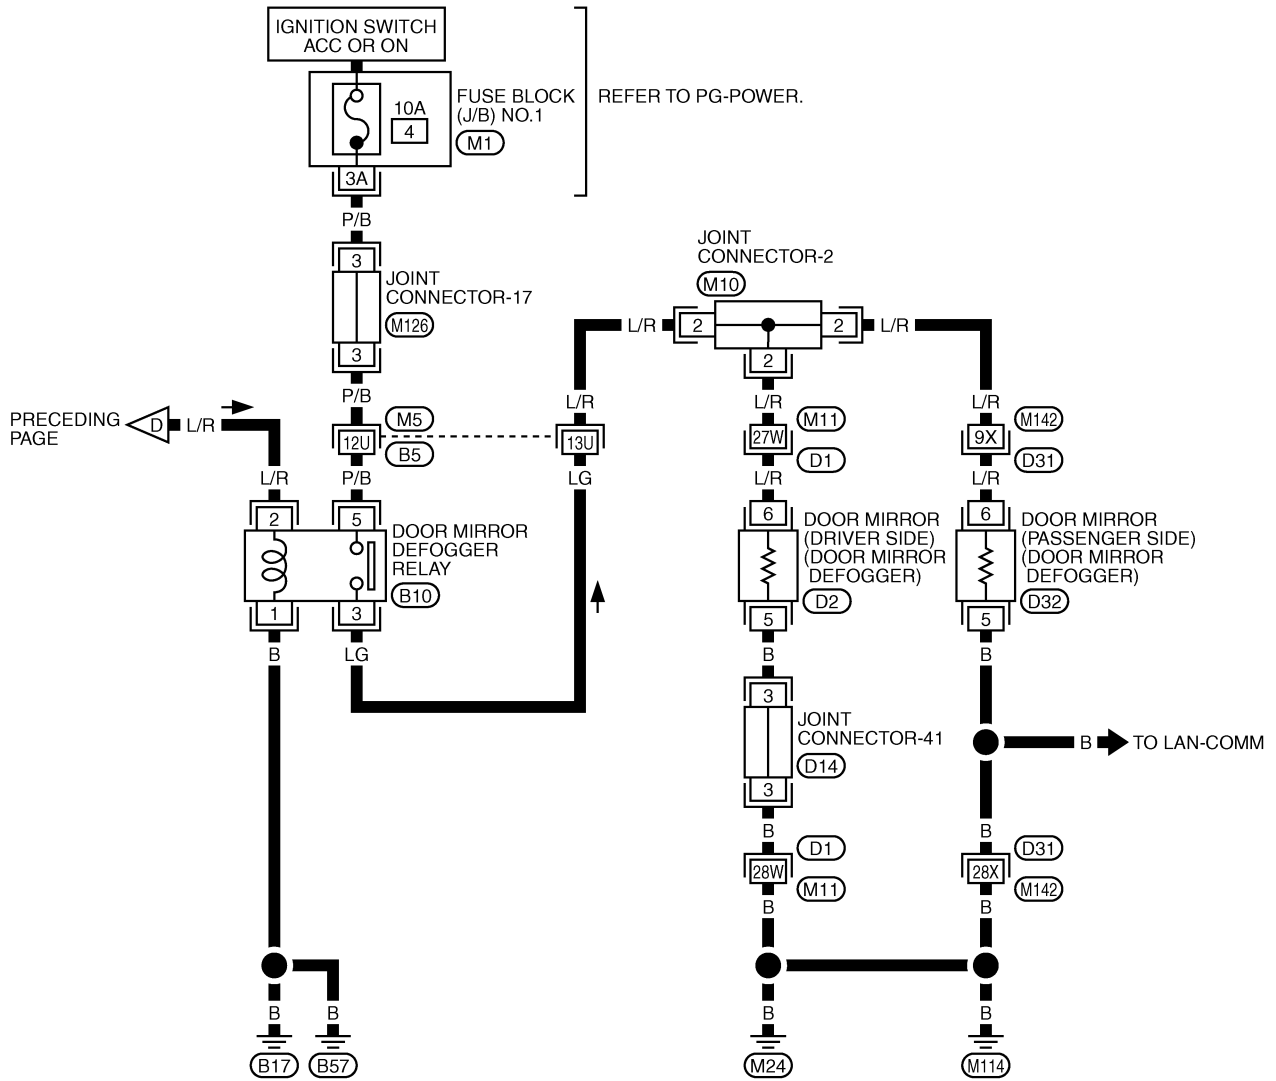 IGNITION SWITCH
ACC OR ON
10A
4
FUSE BLOCK
(J/B) NO.1
M1
REFER TO PG-POWER.
3A
P/B
3
JOINT
CONNECTOR-17
M126
3
P/B
JOINT
CONNECTOR-2
M10
L/R
2
2
L/R
2
PRECEDING
PAGE
D
L/R
L/R
12U
M5
B5
L/R
13U
LG
L/R
27W
M11
D1
L/R
L/R
9X
M142
D31
L/R
P/B
2
5
DOOR MIRROR
DEFOGGER
RELAY
B10
1
3
B
LG
6
DOOR MIRROR
(DRIVER SIDE)
(DOOR MIRROR
DEFOGGER)
D2
5
B
6
DOOR MIRROR
(PASSENGER SIDE)
(DOOR MIRROR
DEFOGGER)
D32
5
B
3
JOINT
CONNECTOR-41
D14
3
B
B
TO LAN-COMM
B
D1
28W
M11
B
D31
28X
M142
B
B
B
B
B
B17
B57
M24
M114